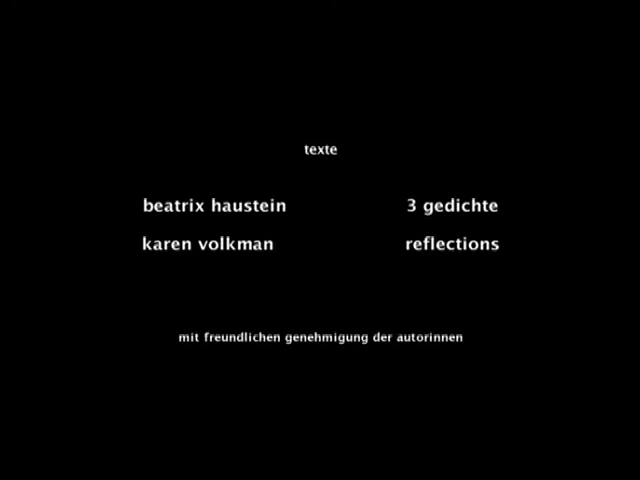 texte
beatrix haustein 3 gedichte
karen volkman reflections
mit freundlichen genehmigung der autorinnen